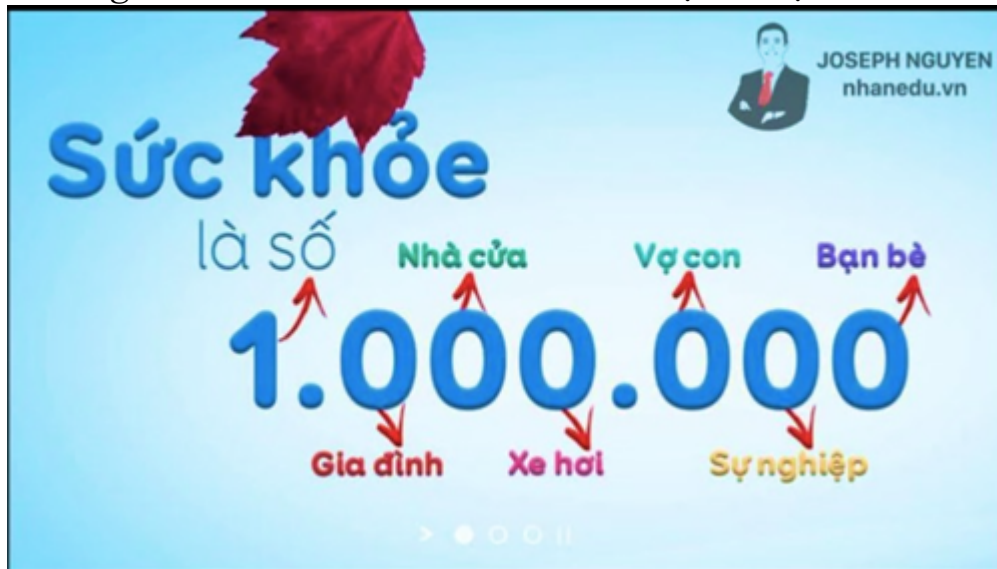 JOSEPH NGUYEN
nhanedu.vn
Sức khỏe
là số
Nhà cửa Vợ con Bạn bè
1.000.000
Gia đình Xe hơi Sự nghiệp